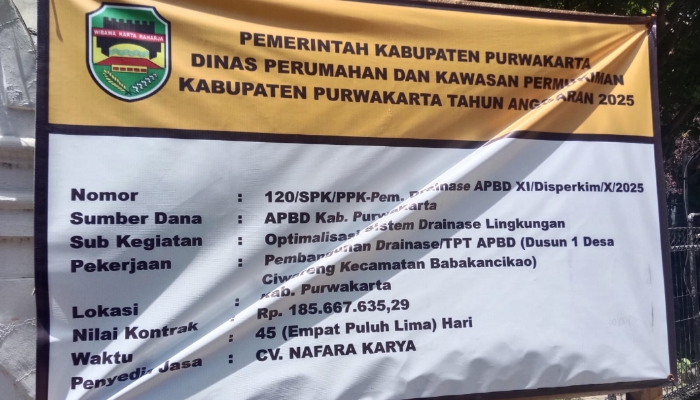 WIBAWA KARTA RAHARJA
PEMERINTAH KABUPATEN PURWAKARTA
DINAS PERUMAHAN DAN KAWASAN PERMUKIMAN
KABUPATEN PURWAKARTA TAHUN ANGGARAN 2025
Nomor : 120/SPK/PPK-Pem. Drainase APBD XI/Disperkim/X/2025
Sumber Dana : APBD Kab. Purwakarta
Sub Kegiatan : Optimalisasi Sistem Drainase Lingkungan
Pekerjaan : Pembangunan Drainase/TPT APBD (Dusun 1 Desa
Ciwareng Kecamatan Babakancikao)
Lokasi : Kab. Purwakarta
Nilai Kontrak : Rp. 185.667.635,29
Waktu : 45 (Empat Puluh Lima) Hari
Penyedia Jasa : CV. NAFARA KARYA